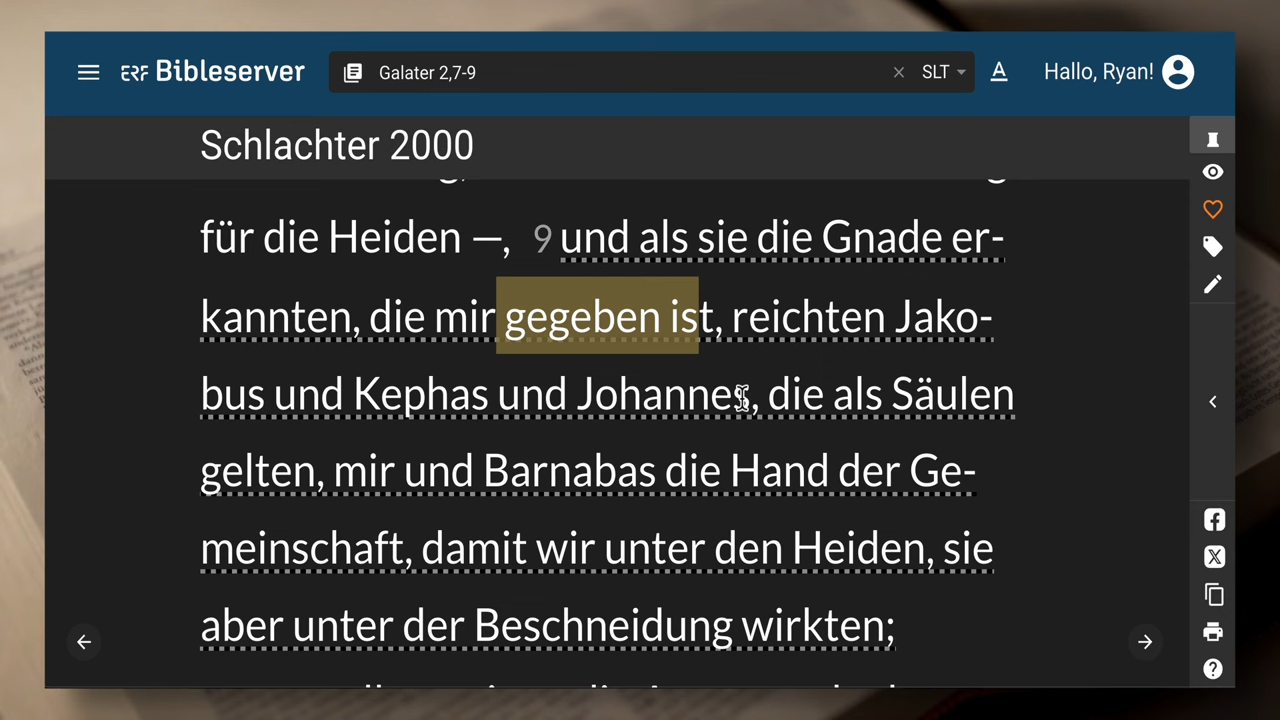 ERF Bibleserver
Galater 2,7-9
SLT
Hallo, Ryan!
Schlachter 2000
für die Heiden —, 9 und als sie die Gnade er-
kannten, die mir gegeben ist, reichten Jako-
bus und Kephas und Johannes, die als Säulen
gelten, mir und Barnabas die Hand der Ge-
meinschaft, damit wir unter den Heiden, sie
aber unter der Beschneidung wirkten;